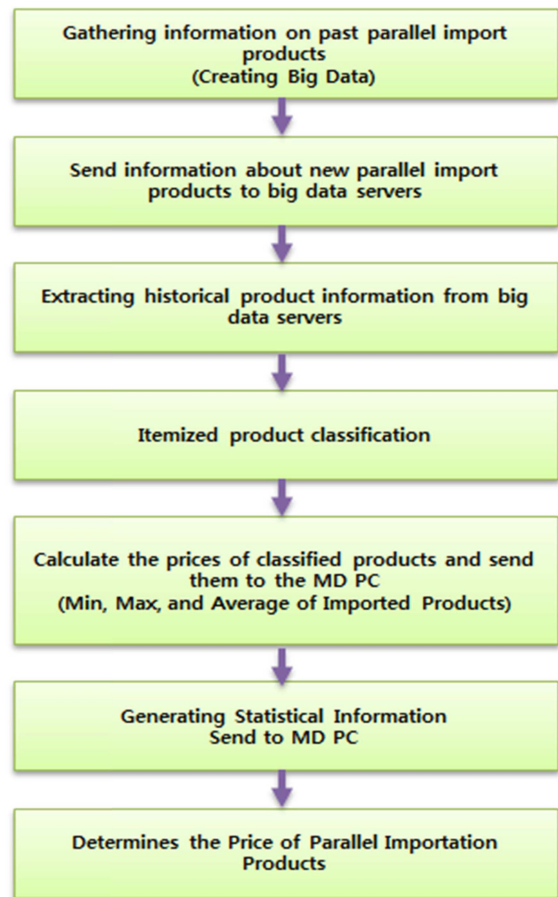 Gathering information on past parallel import
products
(Creating Big Data)
Send information about new parallel import
products to big data servers
Extracting historical product information from big
data servers
Itemized product classification
Calculate the prices of classified products and send
them to the MD PC
(Min, Max, and Average of Imported Products)
Generating Statistical Information
Send to MD PC
Determines the Price of Parallel Importation
Products